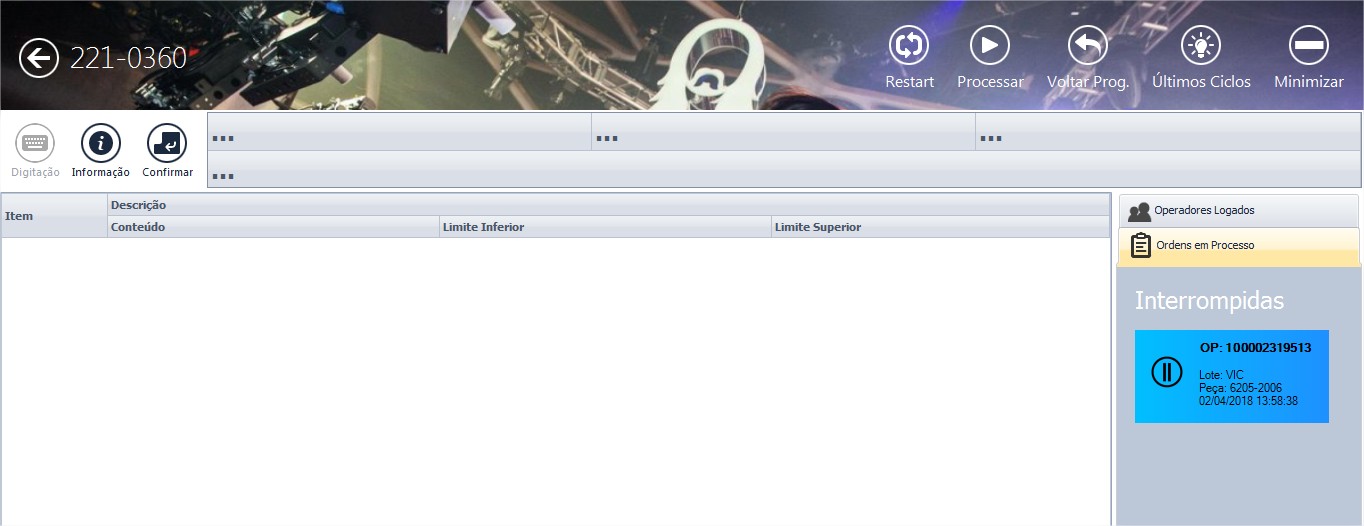 221-0360
Restart
Processar
Voltar Prog.
Últimos Ciclos
Minimizar
Digitação
Informação
Confirmar
...
...
...
...
Item
Descrição
Conteúdo
Limite Inferior
Limite Superior
Operadores Logados
Ordens em Processo
Interrompidas
OP: 100002319513
Lote: VIC
Peça: 6205-2006
02/04/2018 13:58:38